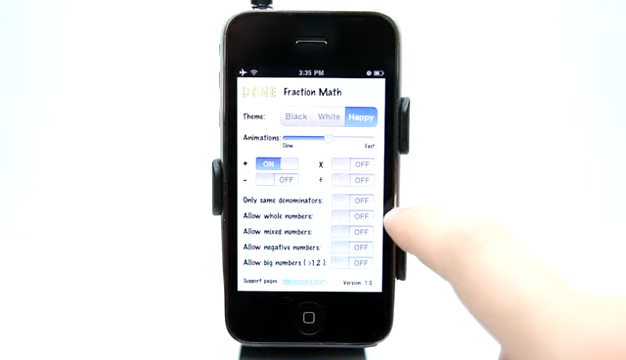 3:35 PM
DONE Fraction Math
Theme: Black White Happy
Animations:
Slow Fast
+ ON X OFF
- OFF ÷ OFF
Only same denominators: OFF
Allow whole numbers: OFF
Allow mixed numbers: OFF
Allow negative numbers: OFF
Allow big numbers ( >12 ): OFF
Support pages: Version: 1.0